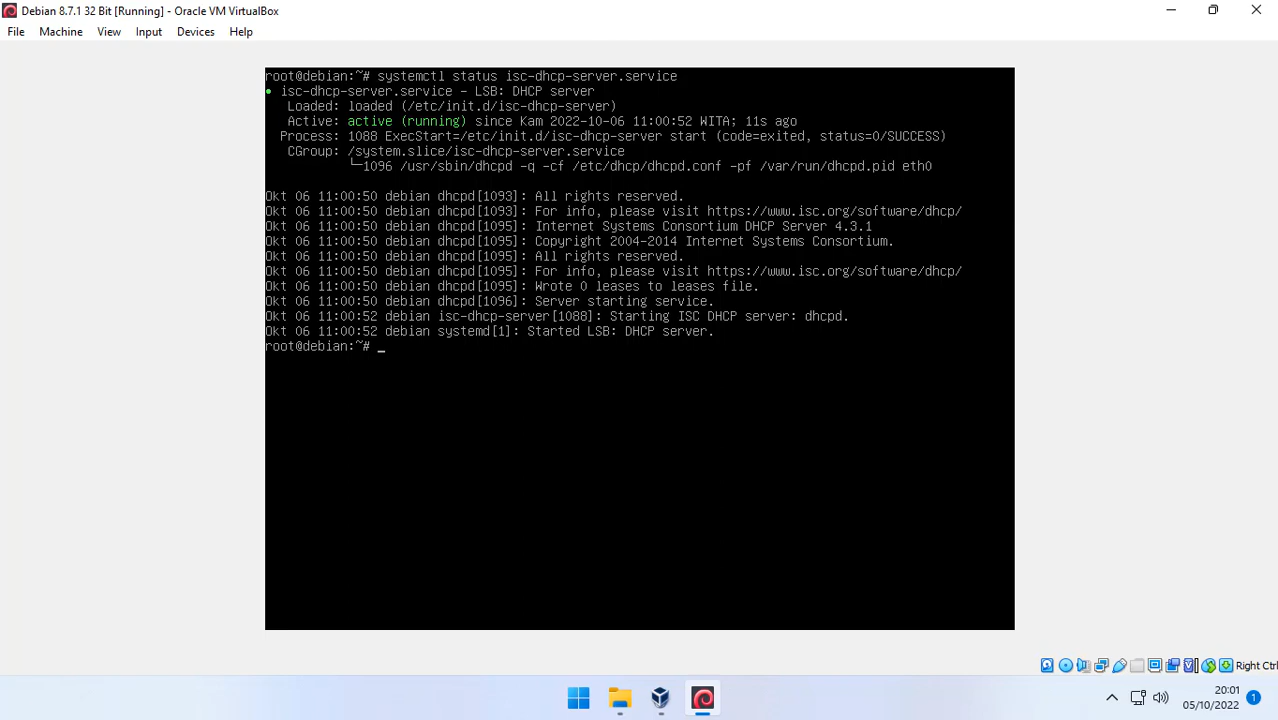 Debian 8.7.1 32 Bit [Running] - Oracle VM VirtualBox
File Machine View Input Devices Help
root@debian:~# systemctl status isc-dhcp-server.service
● isc-dhcp-server.service - LSB: DHCP server
Loaded: loaded (/etc/init.d/isc-dhcp-server)
Active: active (running) since Kam 2022-10-06 11:00:52 WITA; 11s ago
Process: 1088 ExecStart=/etc/init.d/isc-dhcp-server start (code=exited, status=0/SUCCESS)
CGroup: /system.slice/isc-dhcp-server.service
└─1096 /usr/sbin/dhcpd -q -cf /etc/dhcp/dhcpd.conf -pf /var/run/dhcpd.pid eth0
Okt 06 11:00:50 debian dhcpd[1093]: All rights reserved.
Okt 06 11:00:50 debian dhcpd[1093]: For info, please visit https://www.isc.org/software/dhcp/
Okt 06 11:00:50 debian dhcpd[1095]: Internet Systems Consortium DHCP Server 4.3.1
Okt 06 11:00:50 debian dhcpd[1095]: Copyright 2004-2014 Internet Systems Consortium.
Okt 06 11:00:50 debian dhcpd[1095]: All rights reserved.
Okt 06 11:00:50 debian dhcpd[1095]: For info, please visit https://www.isc.org/software/dhcp/
Okt 06 11:00:50 debian dhcpd[1095]: Wrote 0 leases to leases file.
Okt 06 11:00:50 debian dhcpd[1096]: Server starting service.
Okt 06 11:00:52 debian isc-dhcp-server[1088]: Starting ISC DHCP server: dhcpd.
Okt 06 11:00:52 debian systemd[1]: Started LSB: DHCP server.
root@debian:~# _
Right Ctrl
20:01
05/10/2022
1